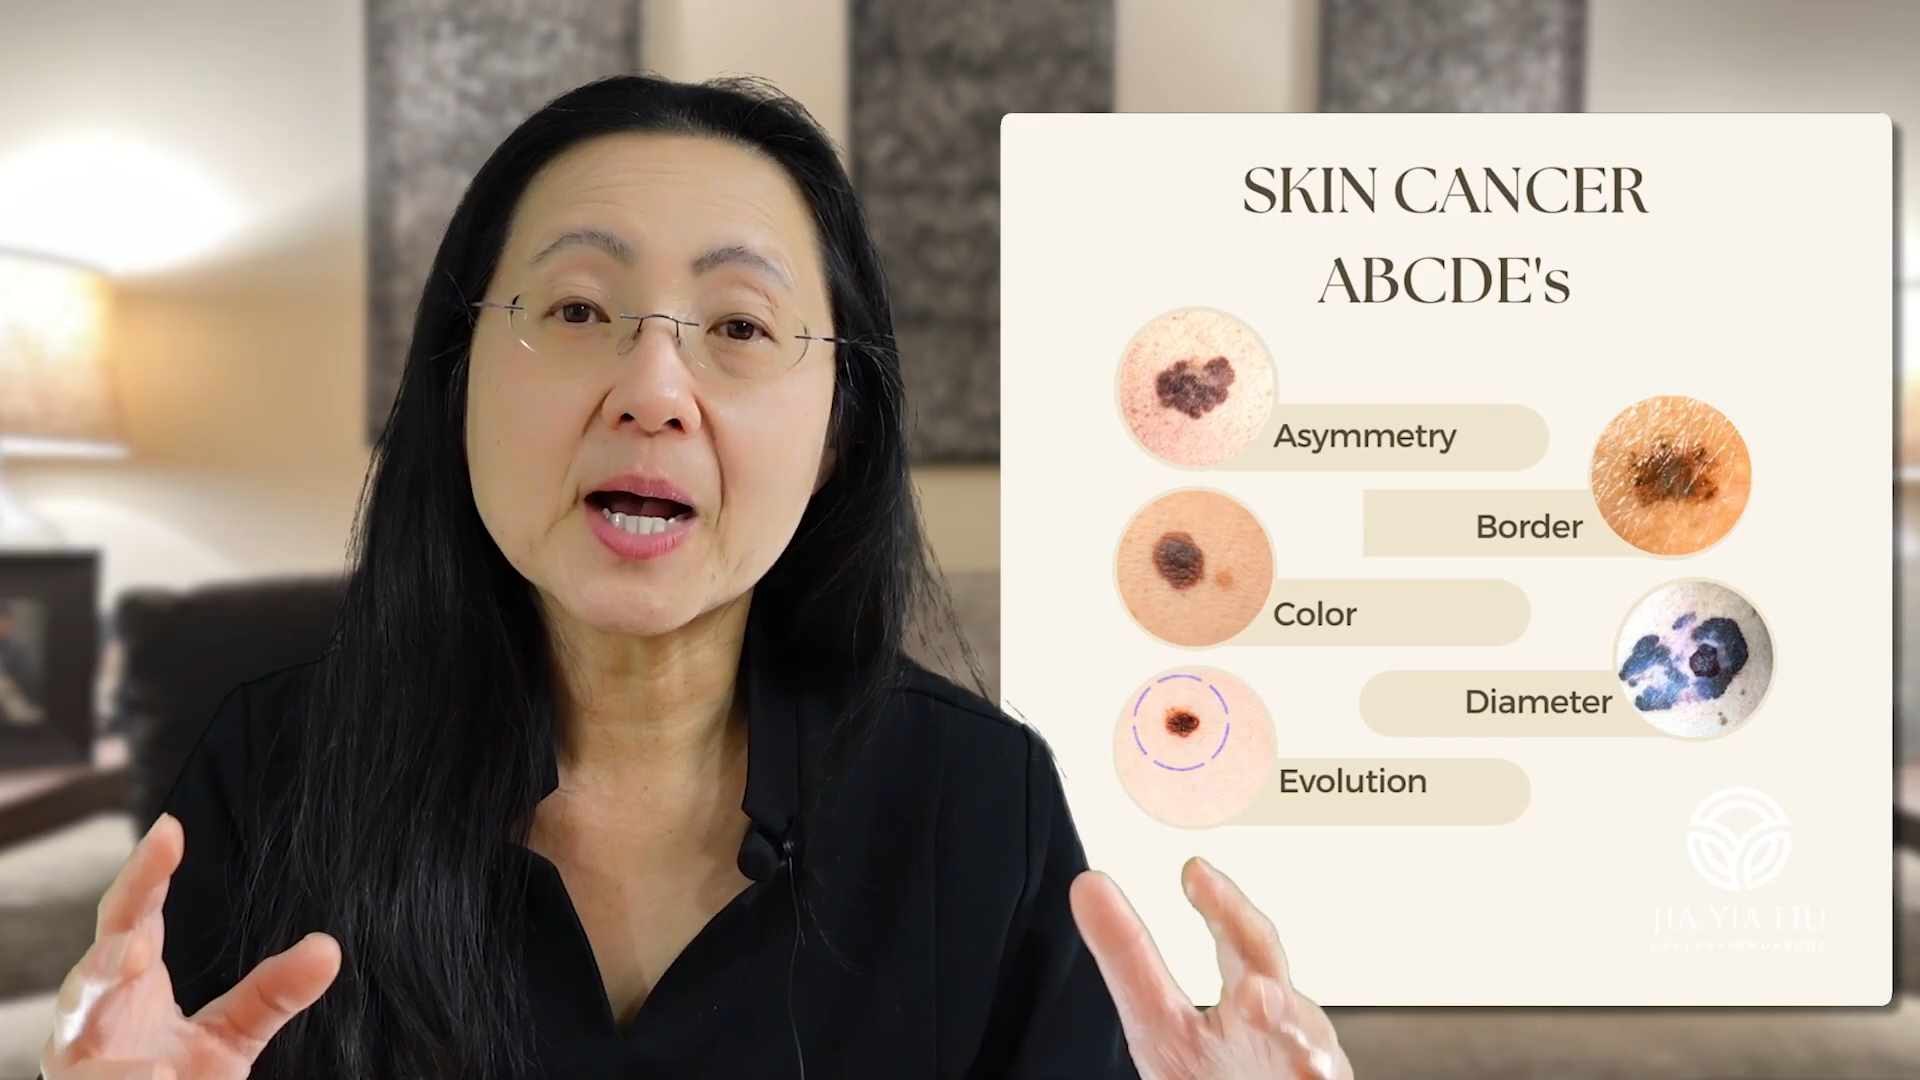 SKIN CANCER
ABCDE's
Asymmetry
Border
Color
Diameter
Evolution
JIA-YIA LIU